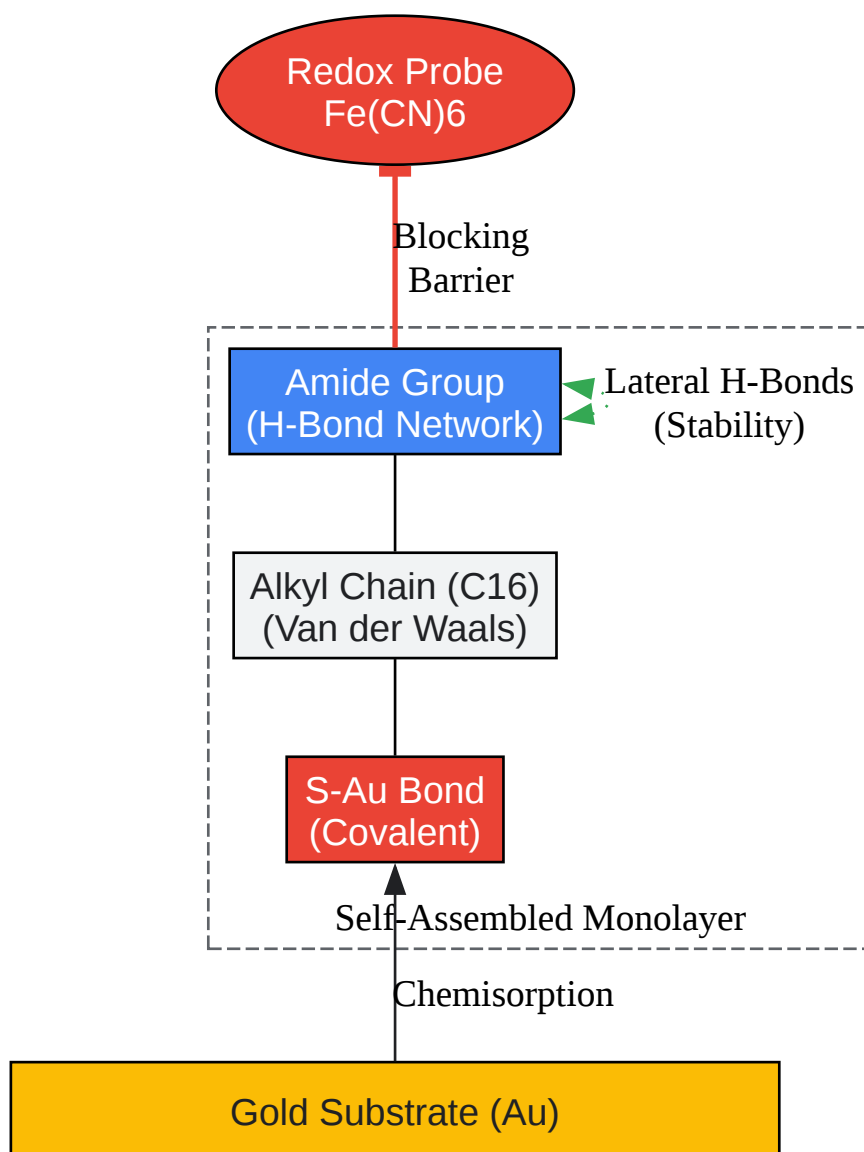 Redox Probe
Fe(CN)6
Blocking
Barrier
Amide Group
(H-Bond Network)
Lateral H-Bonds
(Stability)
Alkyl Chain (C16)
(Van der Waals)
S-Au Bond
(Covalent)
Self-Assembled Monolayer
Chemisorption
Gold Substrate (Au)